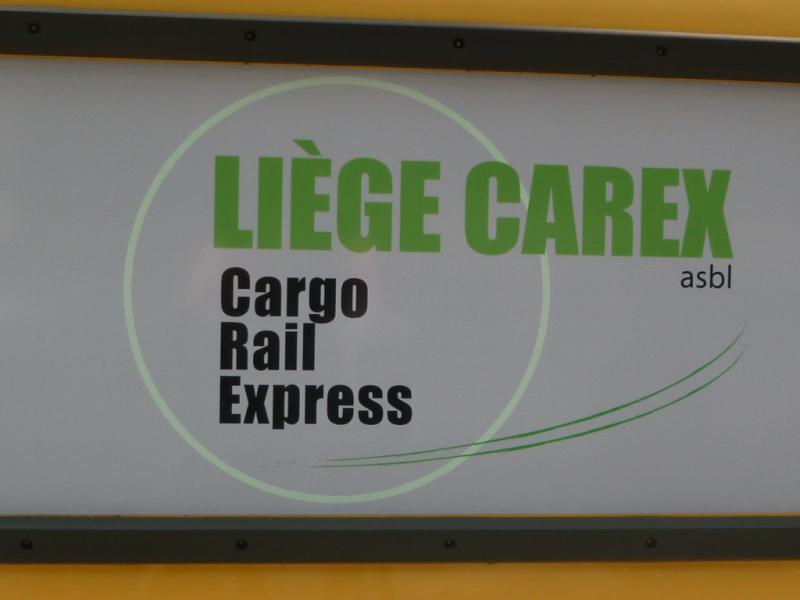 LIÈGE CAREX
asbl
Cargo
Rail
Express